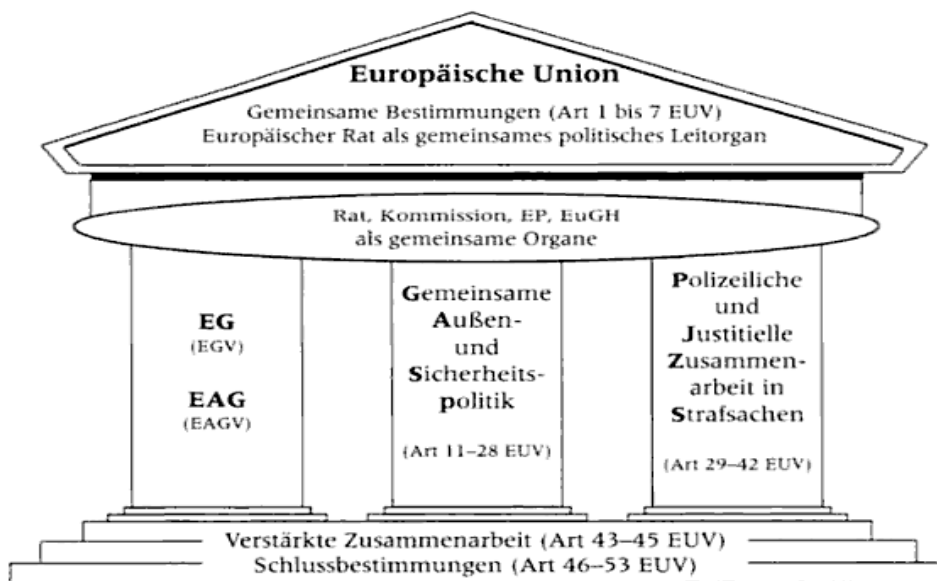 Europäische Union
Gemeinsame Bestimmungen (Art 1 bis 7 EUV)
Europäischer Rat als gemeinsames politisches Leitorgan
Rat, Kommission, EP, EuGH
als gemeinsame Organe
EG
(EGV)
EAG
(EAGV)
Gemeinsame
Außen-
und
Sicherheits-
politik
(Art 11–28 EUV)
Polizeiliche
und
Justitielle
Zusammen-
arbeit in
Strafsachen
(Art 29–42 EUV)
Verstärkte Zusammenarbeit (Art 43–45 EUV)
Schlussbestimmungen (Art 46–53 EUV)